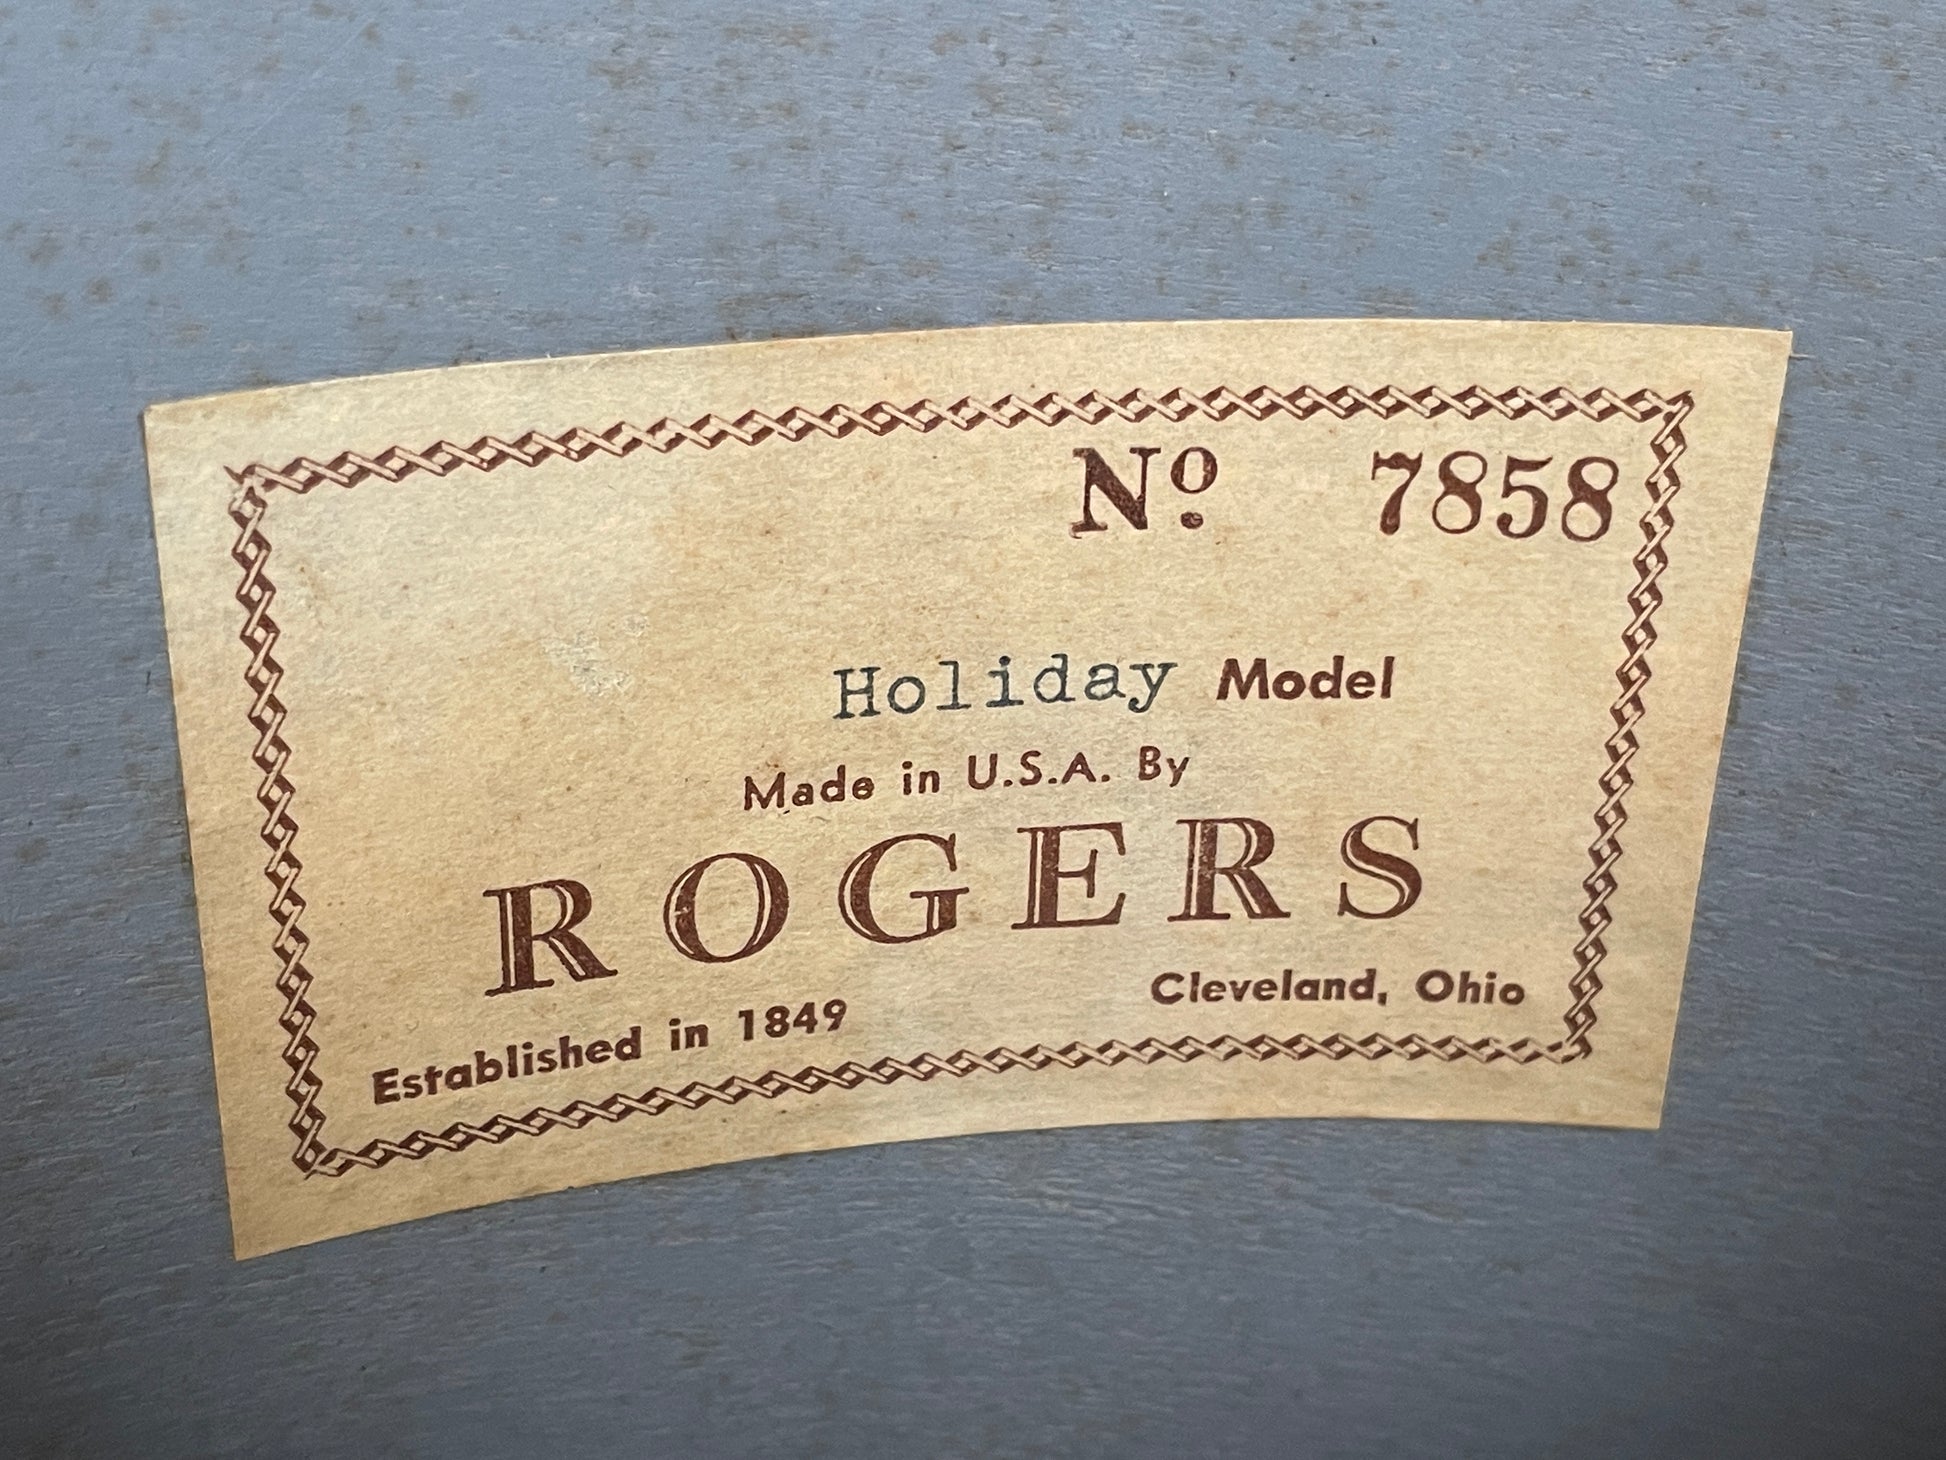 Nº 7858
Holiday Model
Made in U.S.A. By
ROGERS
Established in 1849 Cleveland, Ohio